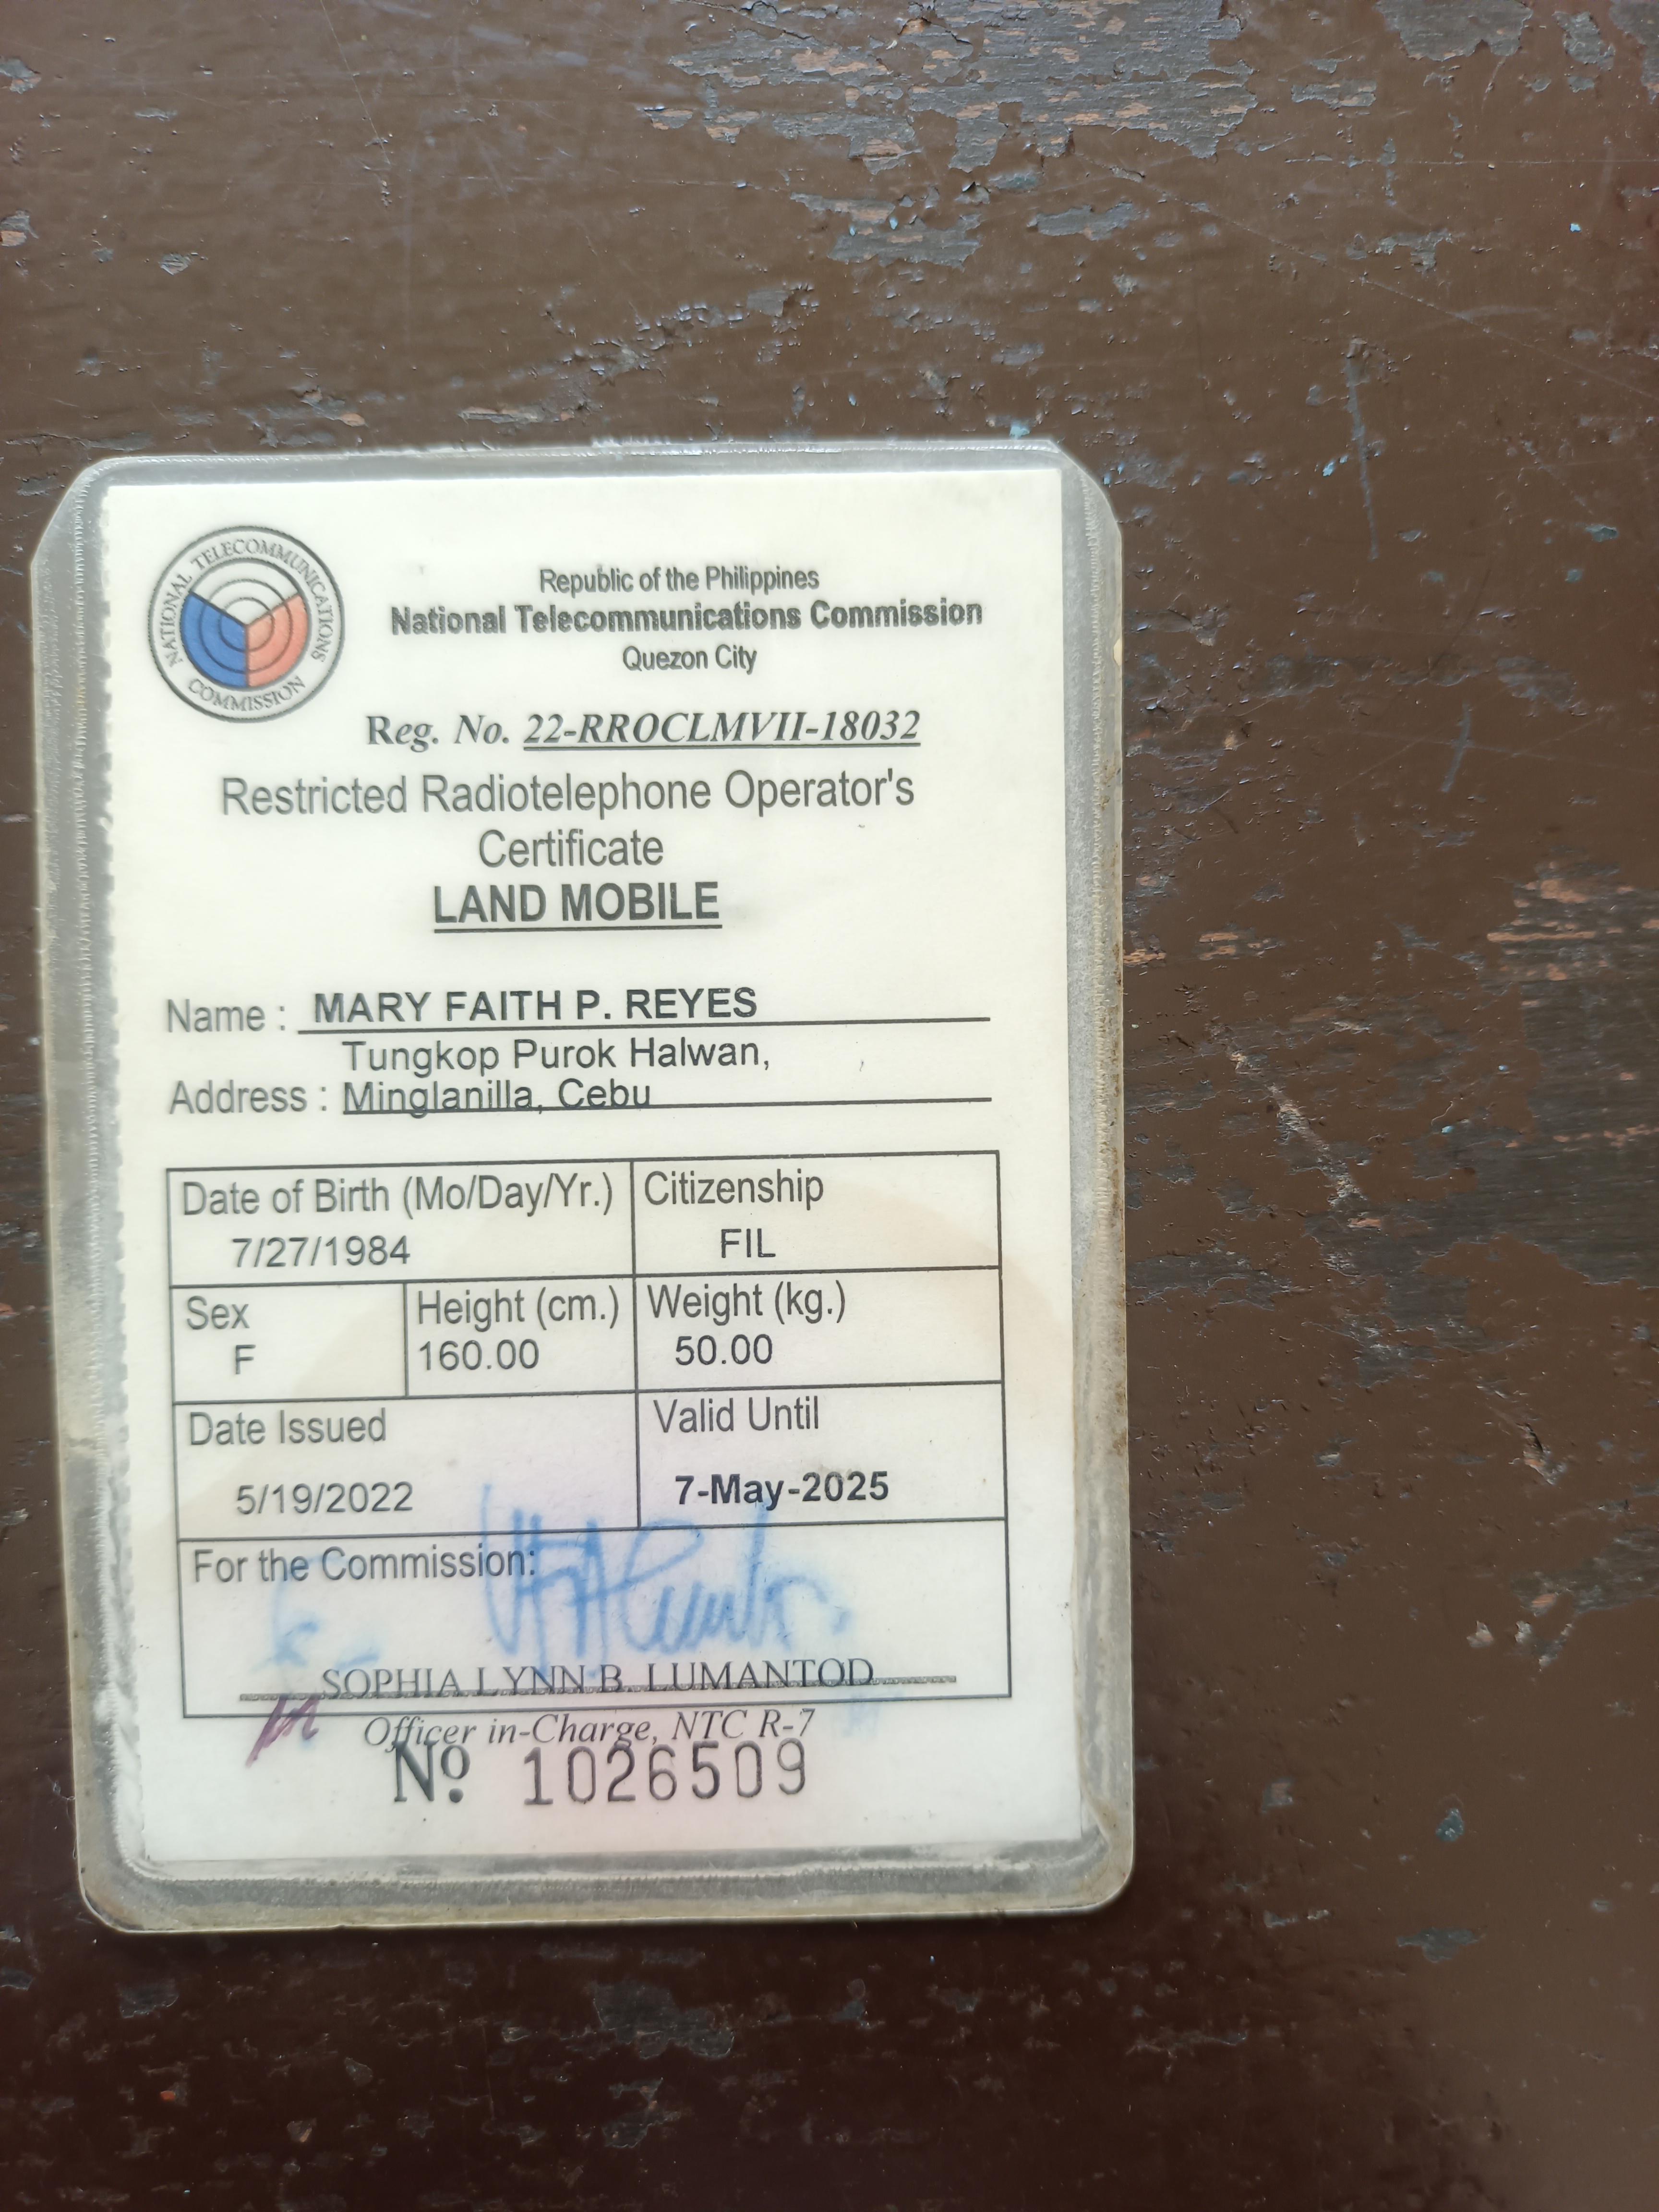 NATIONAL TELECOMMUNICATIONS COMMISSION
Republic of the Philippines
National Telecommunications Commission
Quezon City
Reg. No. 22-RROCLMVII-18032
Restricted Radiotelephone Operator's
Certificate
LAND MOBILE
Name : MARY FAITH P. REYES
Tungkop Purok Halwan,
Address : Minglanilla, Cebu
Date of Birth (Mo/Day/Yr.) Citizenship
7/27/1984 FIL
Sex Height (cm.) Weight (kg.)
F 160.00 50.00
Date Issued Valid Until
5/19/2022 7-May-2025
For the Commission:
SOPHIA LYNN B. LUMANTOD
Officer in-Charge, NTC R-7
Nº 1026509